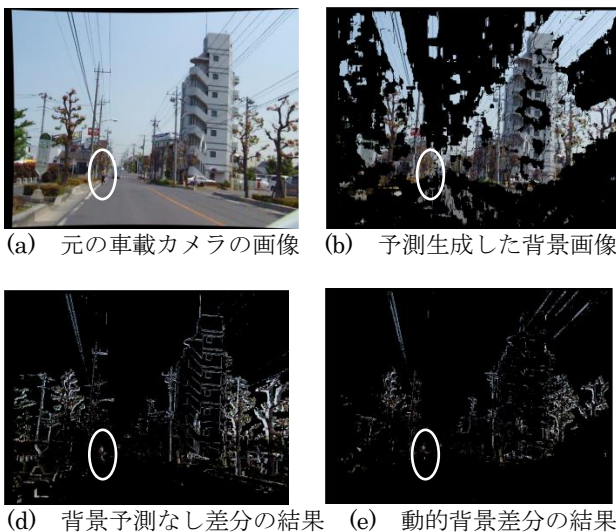 (a) 元の車載カメラの画像
(b) 予測生成した背景画像
(d) 背景予測なし差分の結果
(e) 動的背景差分の結果